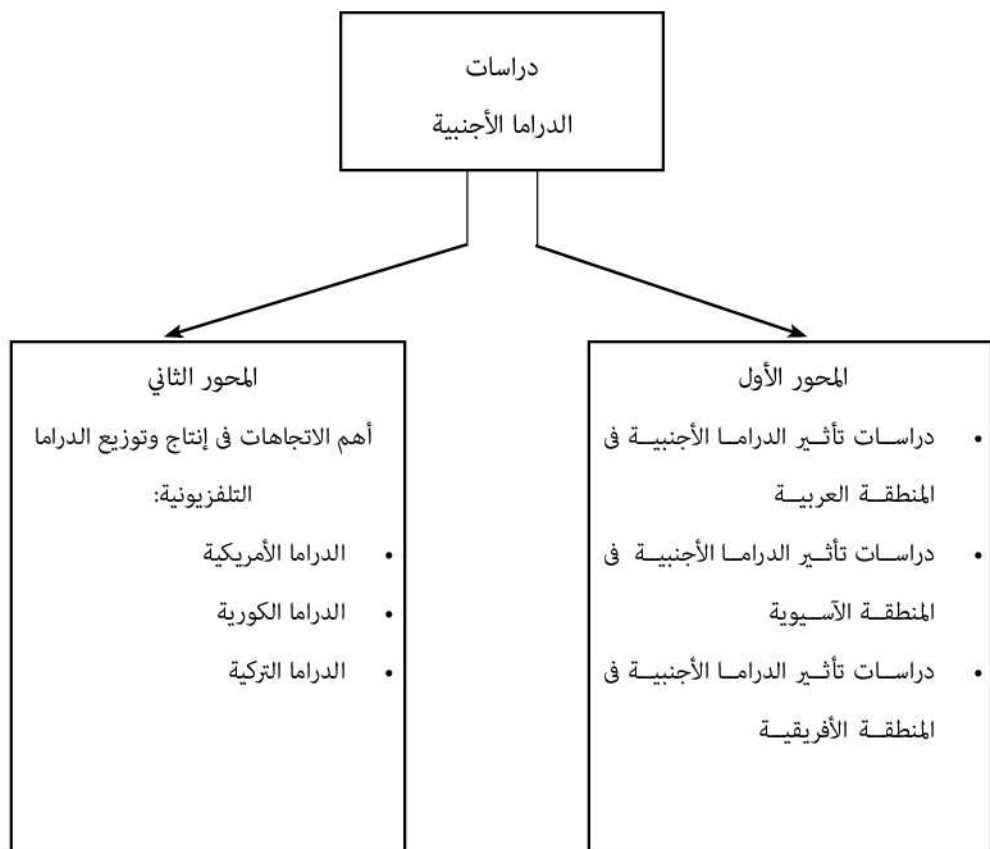 دراسات
الدراما الأجنبية
المحور الأول
• دراسات تأثير الدراما الأجنبية فى
المنطقة العربية
• دراسات تأثير الدراما الأجنبية فى
المنطقة الآسيوية
• دراسات تأثير الدراما الأجنبية فى
المنطقة الأفريقية
المحور الثاني
أهم الاتجاهات فى إنتاج وتوزيع الدراما
التلفزيونية:
• الدراما الأمريكية
• الدراما الكورية
• الدراما التركية